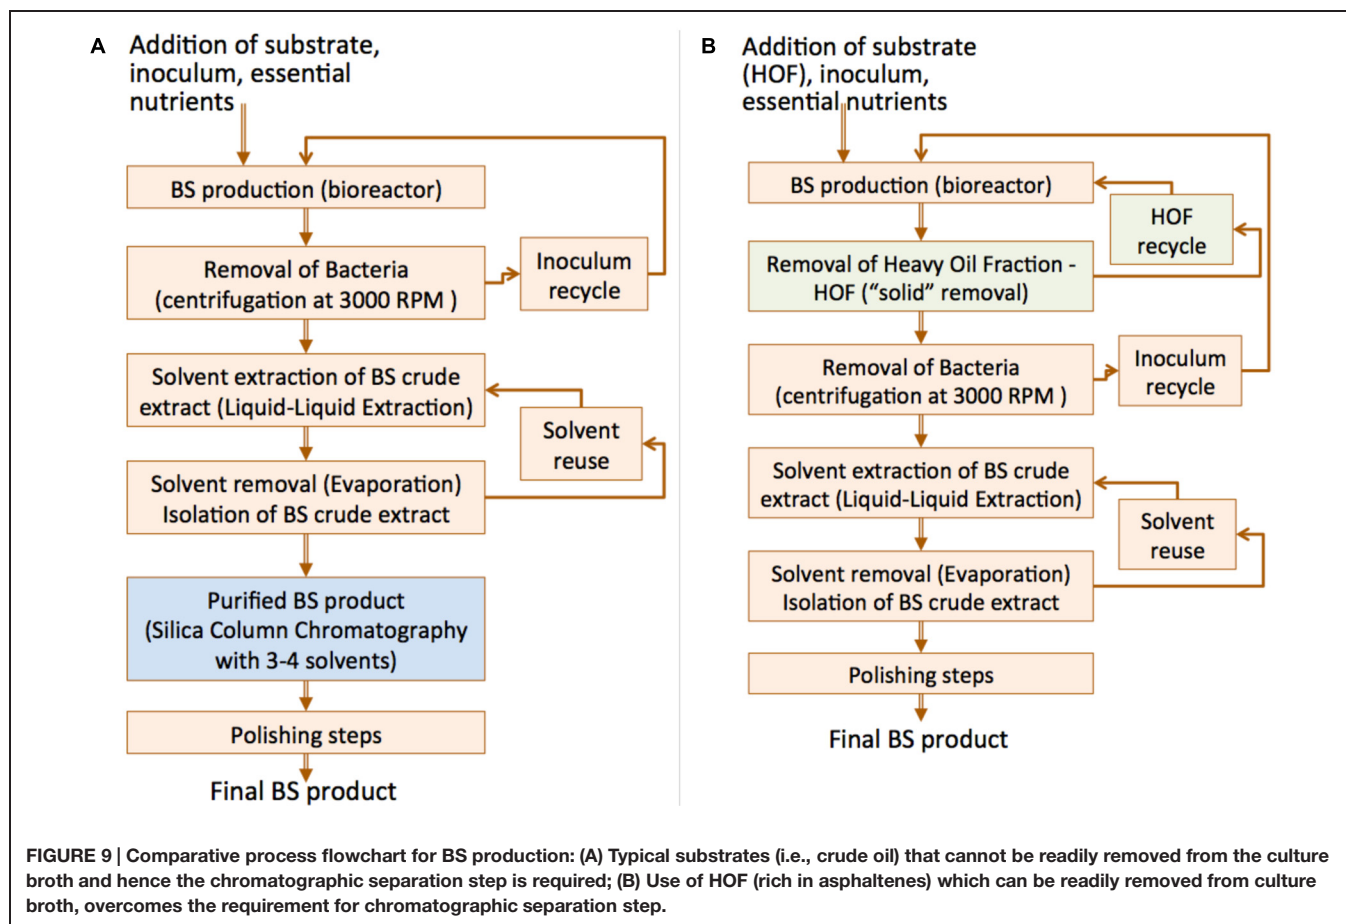 A
Addition of substrate,
inoculum, essential
nutrients
BS production (bioreactor)
Removal of Bacteria
(centrifugation at 3000 RPM )
Inoculum
recycle
Solvent extraction of BS crude
extract (Liquid-Liquid Extraction)
Solvent
reuse
Solvent removal (Evaporation)
Isolation of BS crude extract
Purified BS product
(Silica Column Chromatography
with 3-4 solvents)
Polishing steps
Final BS product
B
Addition of substrate
(HOF), inoculum,
essential nutrients
BS production (bioreactor)
HOF
recycle
Removal of Heavy Oil Fraction -
HOF (“solid” removal)
Removal of Bacteria
(centrifugation at 3000 RPM )
Inoculum
recycle
Solvent extraction of BS crude
extract (Liquid-Liquid Extraction)
Solvent
reuse
Solvent removal (Evaporation)
Isolation of BS crude extract
Polishing steps
Final BS product
FIGURE 9 | Comparative process flowchart for BS production: (A) Typical substrates (i.e., crude oil) that cannot be readily removed from the culture
broth and hence the chromatographic separation step is required; (B) Use of HOF (rich in asphaltenes) which can be readily removed from culture
broth, overcomes the requirement for chromatographic separation step.